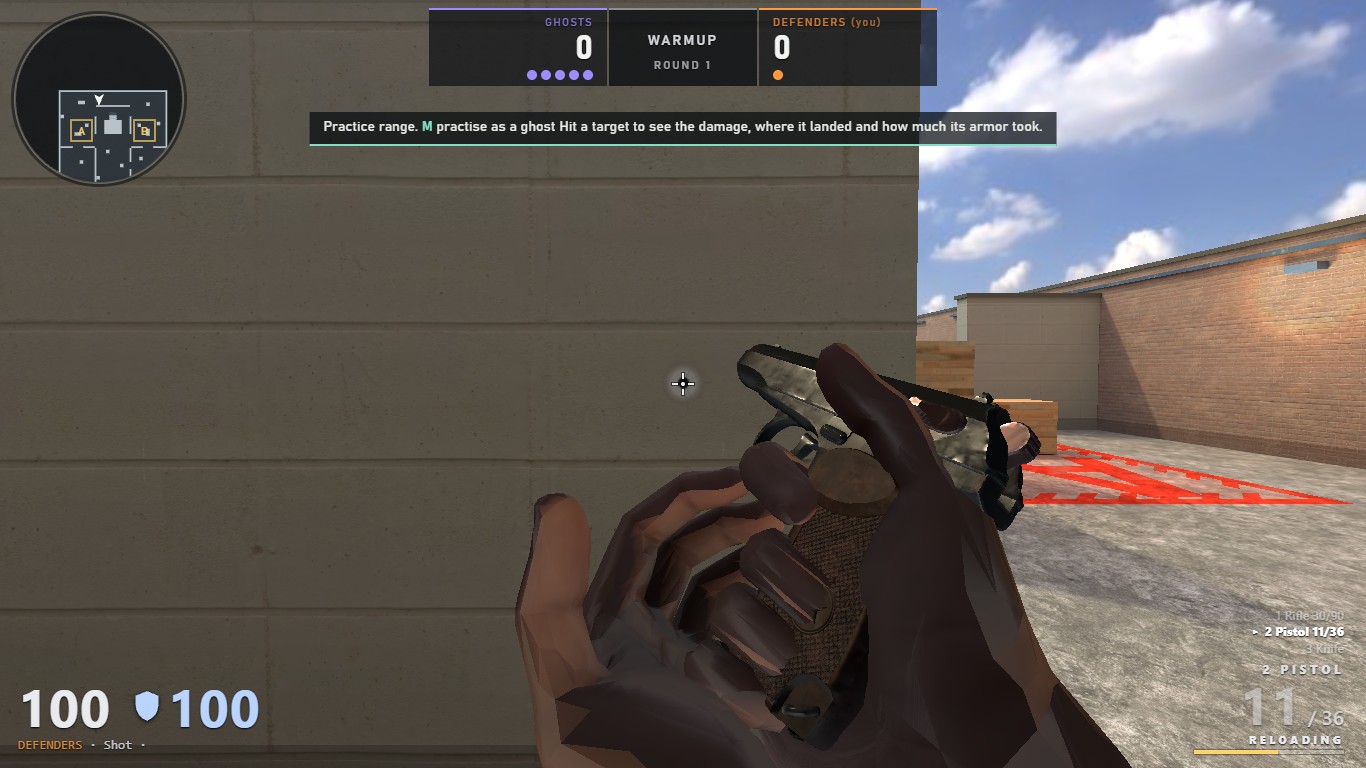 GHOSTS
0
WARMUP
ROUND 1
DEFENDERS (you)
0
Practice range. M practise as a ghost Hit a target to see the damage, where it landed and how much its armor took.
A
B
1 Rifle 30/90
▸ 2 Pistol 11/36
3 Knife
2 PISTOL
11 / 36
RELOADING
100 100
DEFENDERS · Shot ·